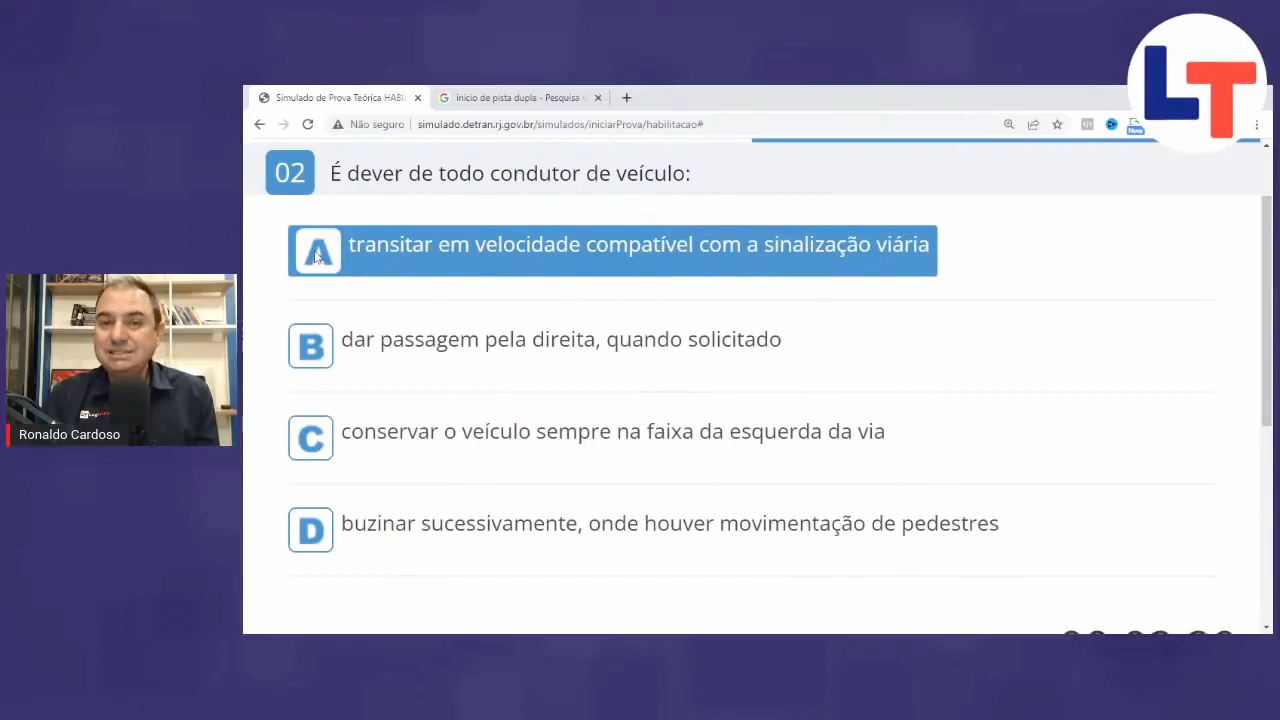 LT
Simulado de Prova Teórica HABI
inicio de pista dupla - Pesquisa
Não seguro
simulado.detran.rj.gov.br/simulados/iniciarProva/habilitacao#
New
02
É dever de todo condutor de veículo:
A
transitar em velocidade compatível com a sinalização viária
B
dar passagem pela direita, quando solicitado
C
conservar o veículo sempre na faixa da esquerda da via
D
buzinar sucessivamente, onde houver movimentação de pedestres
Ronaldo Cardoso